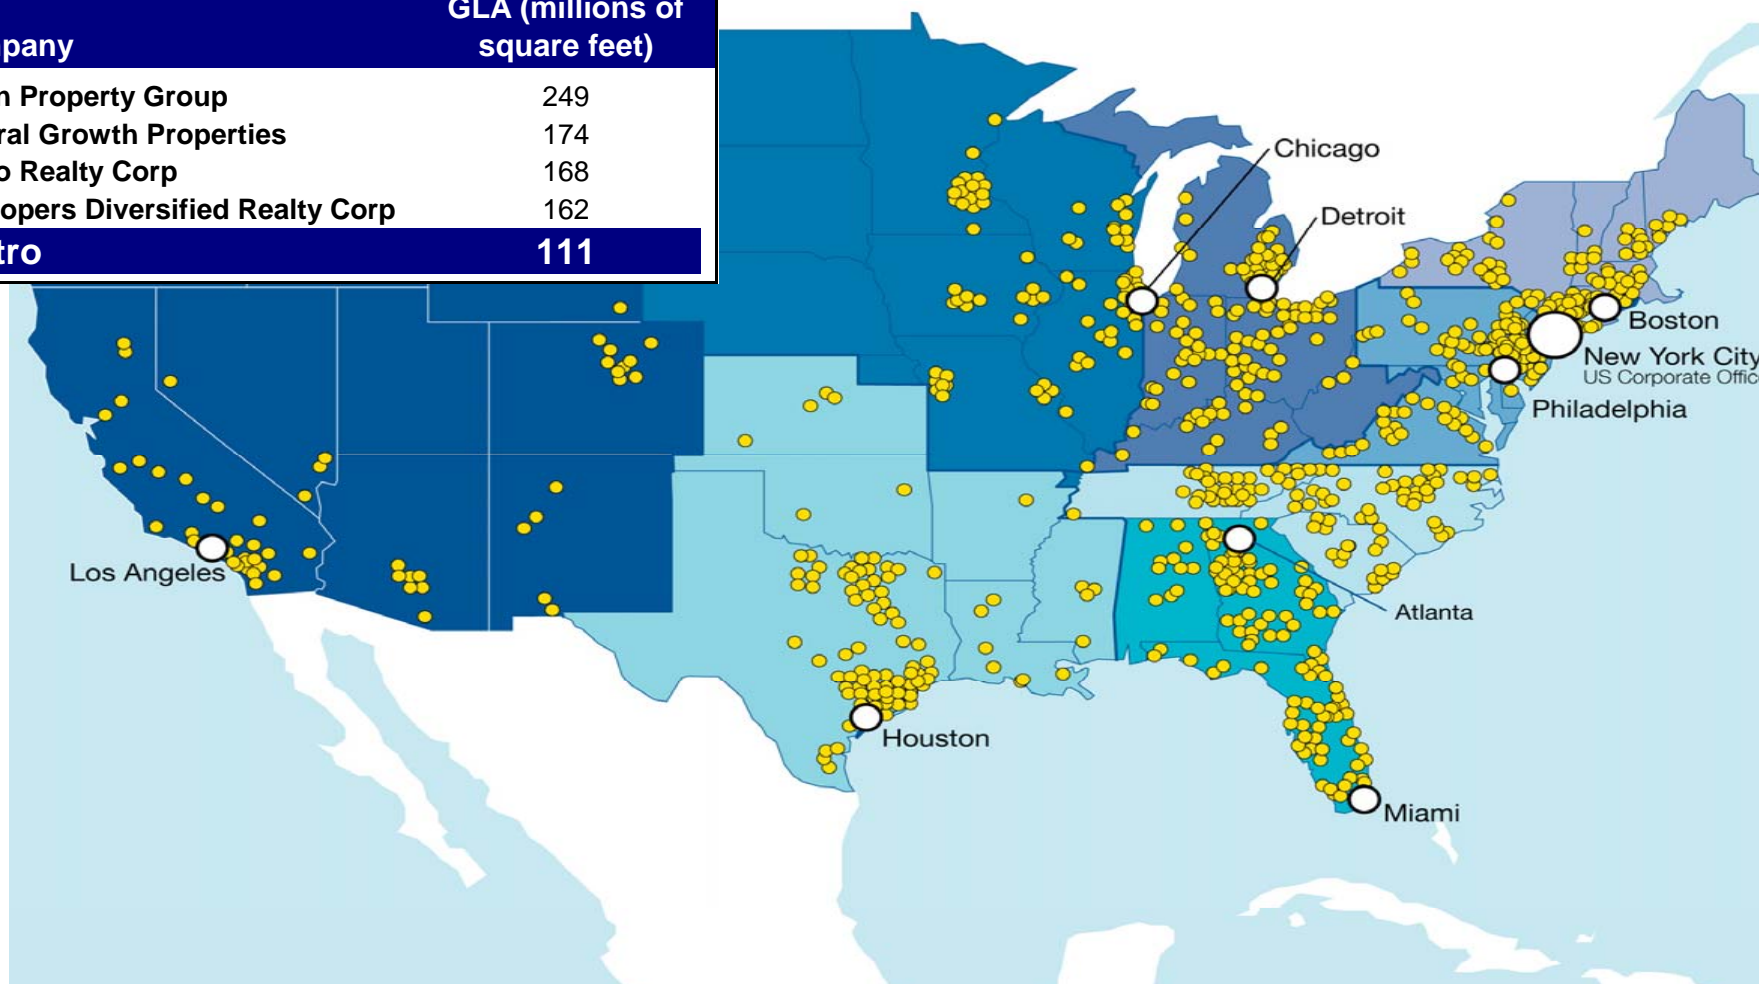 GLA (millions of
mpany square feet)
n Property Group 249
ral Growth Properties 174
o Realty Corp 168
opers Diversified Realty Corp 162
tro 111
Chicago
Detroit
Boston
New York City
US Corporate Offic
Philadelphia
Los Angeles
Atlanta
Houston
Miami